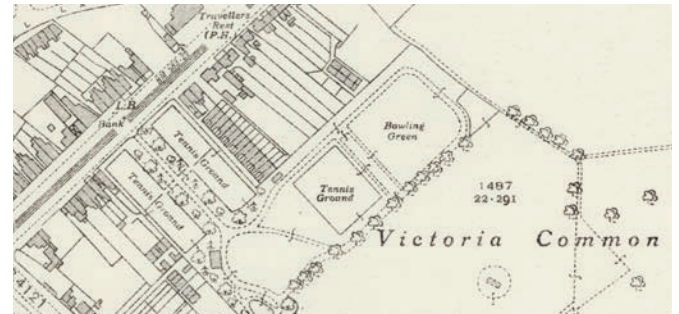 Travellers
Rest
(P.H.)
L.B.
Bank
Tennis Ground
Tennis Ground
Bowling
Green
Tennis
Ground
1487
22·291
Victoria Common
4121